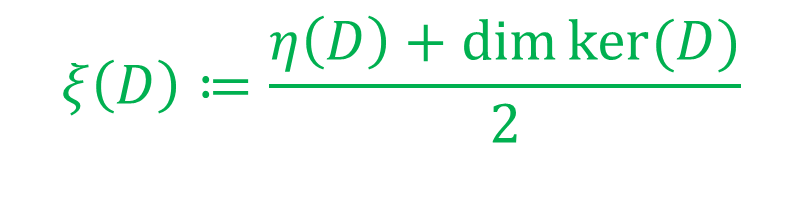 ξ(D) ≔ (η(D) + dim ker(D)) / 2